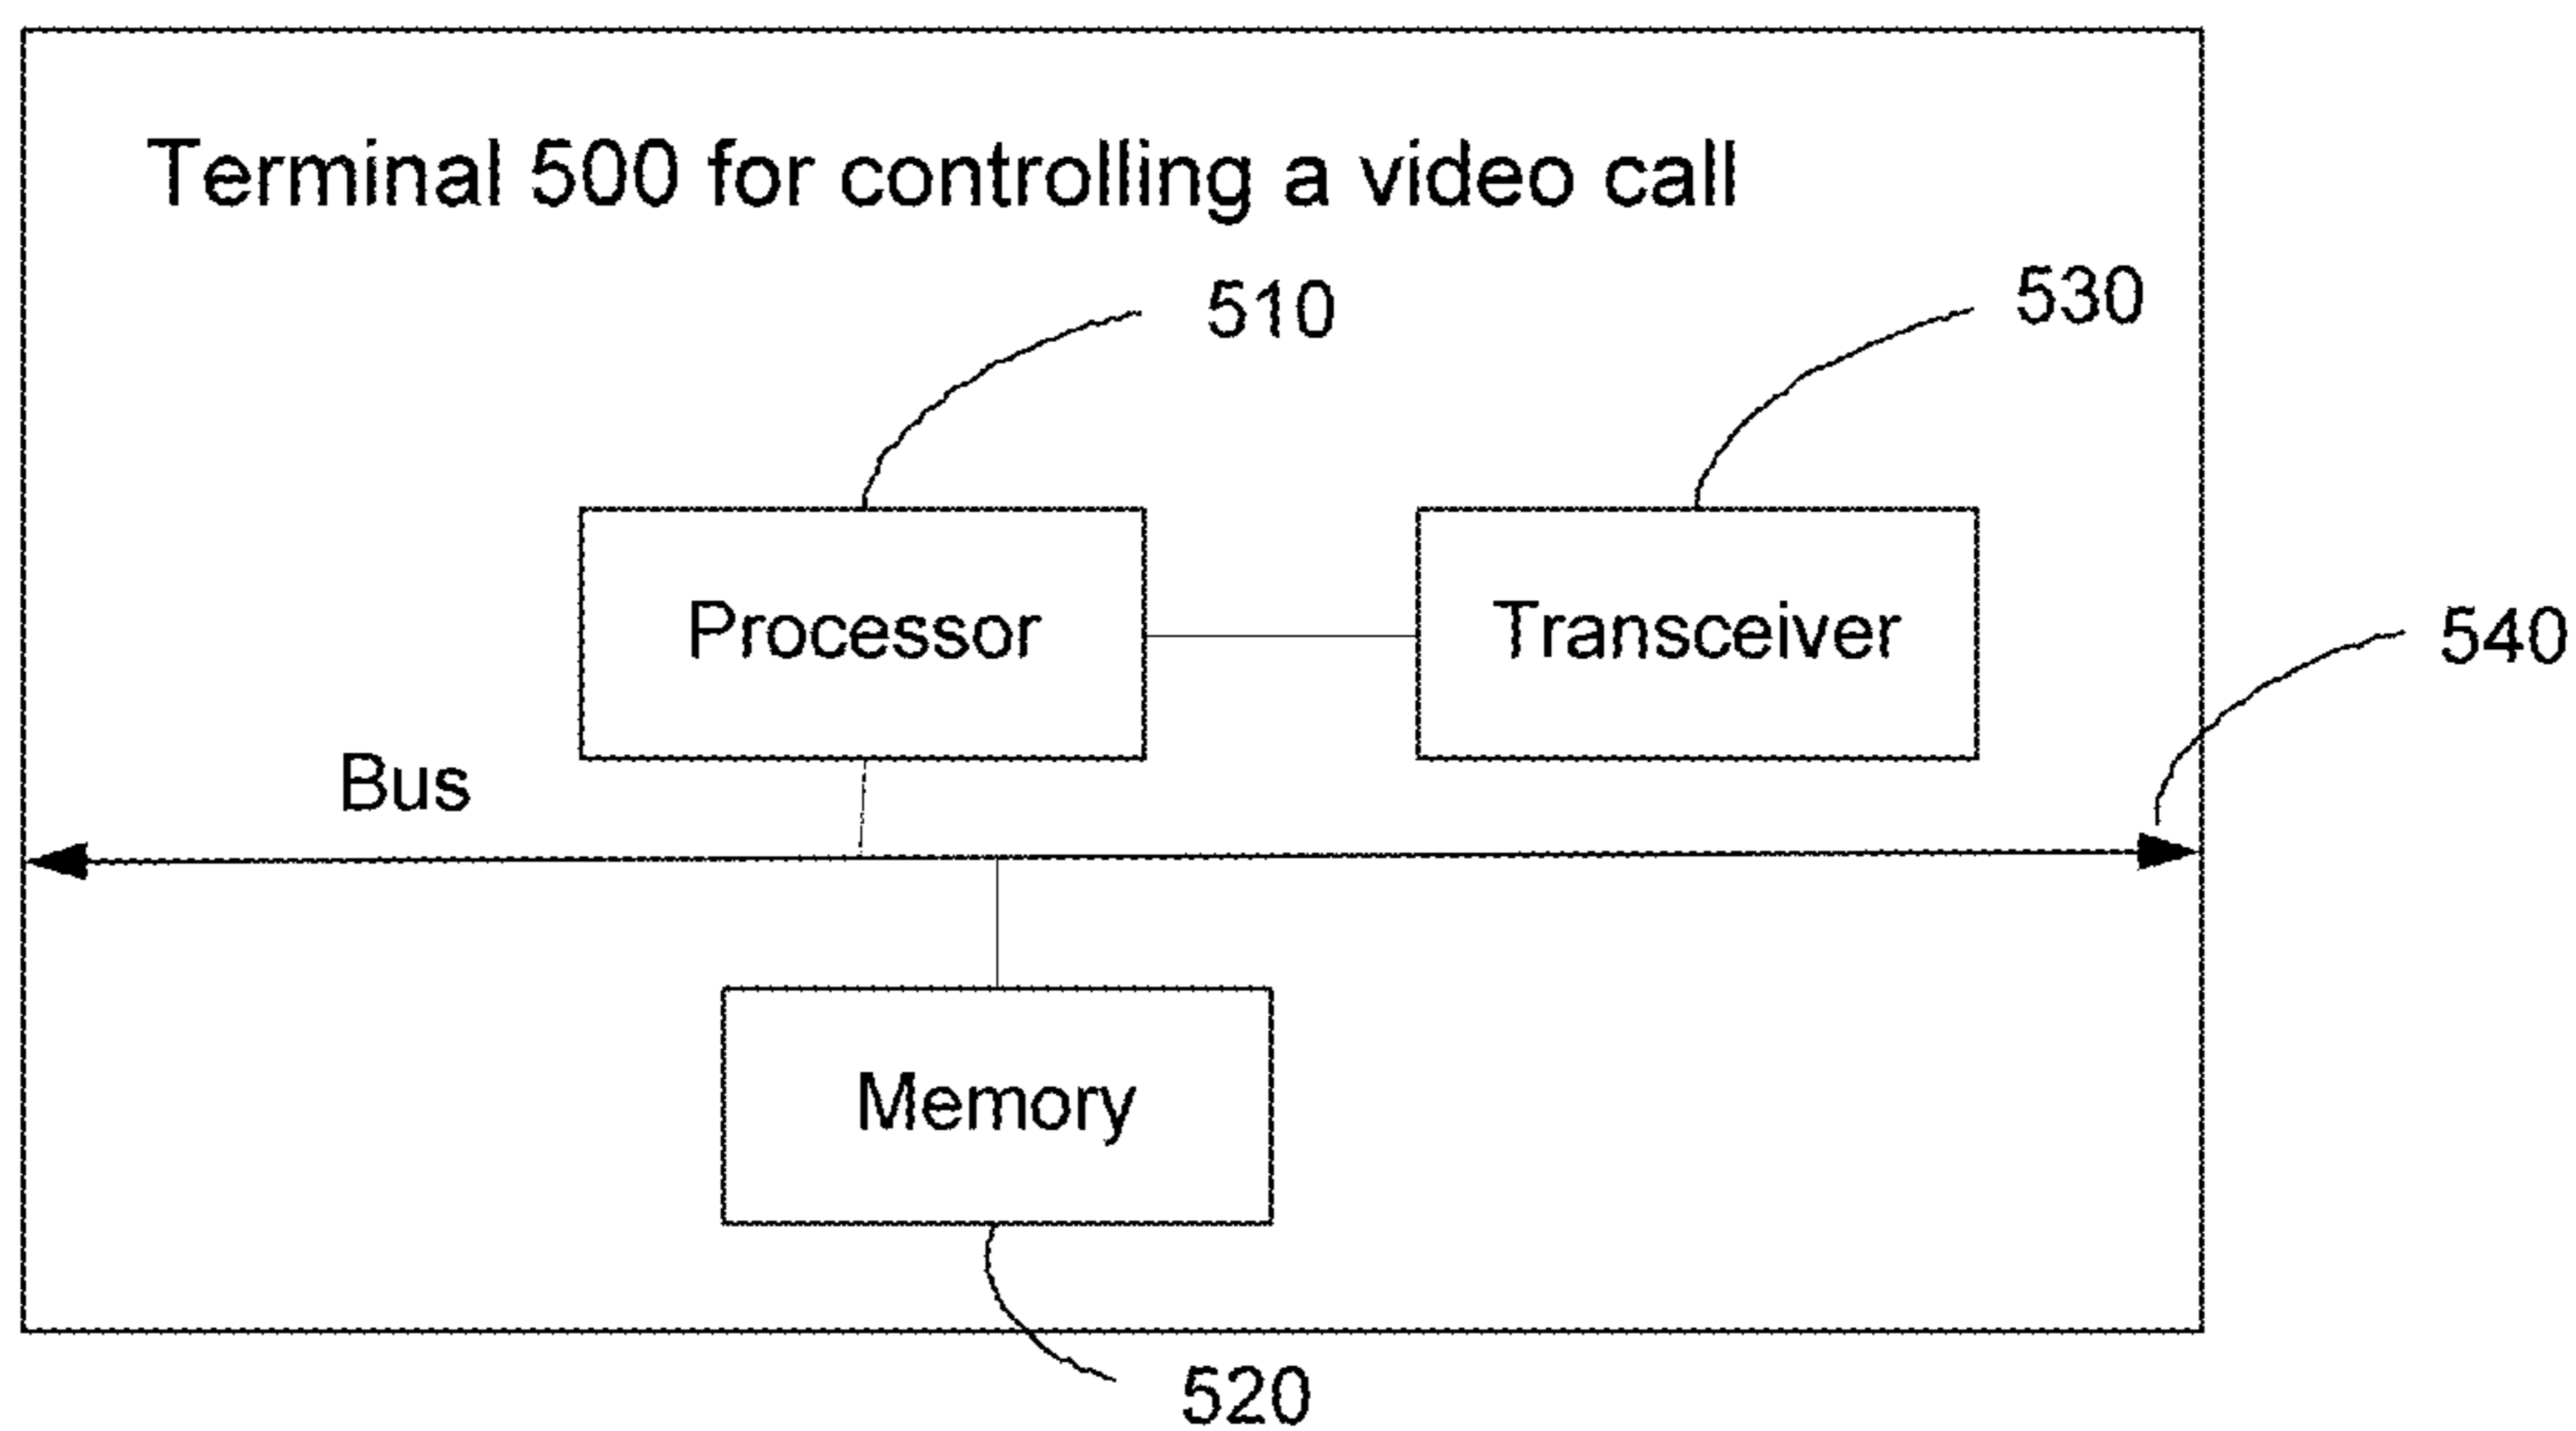 Terminal 500 for controlling a video call
510
530
Processor
Transceiver
540
Bus
Memory
520